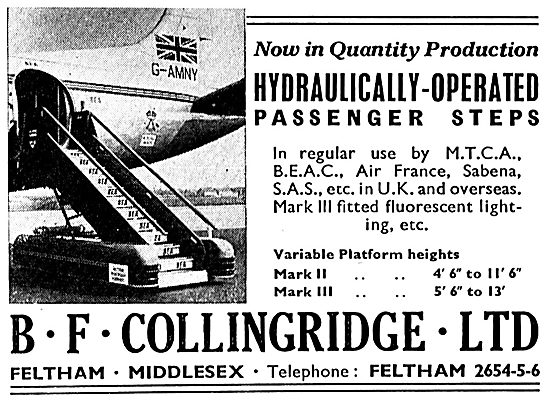 G-AMNY
BEA
Now in Quantity Production
HYDRAULICALLY-OPERATED
PASSENGER STEPS
In regular use by M.T.C.A.,
B.E.A.C., Air France, Sabena,
S.A.S., etc. in U.K. and overseas.
Mark III fitted fluorescent light-
ing, etc.
Variable Platform heights
Mark II .. .. 4' 6" to 11' 6"
Mark III .. .. 5' 6" to 13'
B · F · COLLINGRIDGE · LTD
FELTHAM · MIDDLESEX · Telephone : FELTHAM 2654-5-6